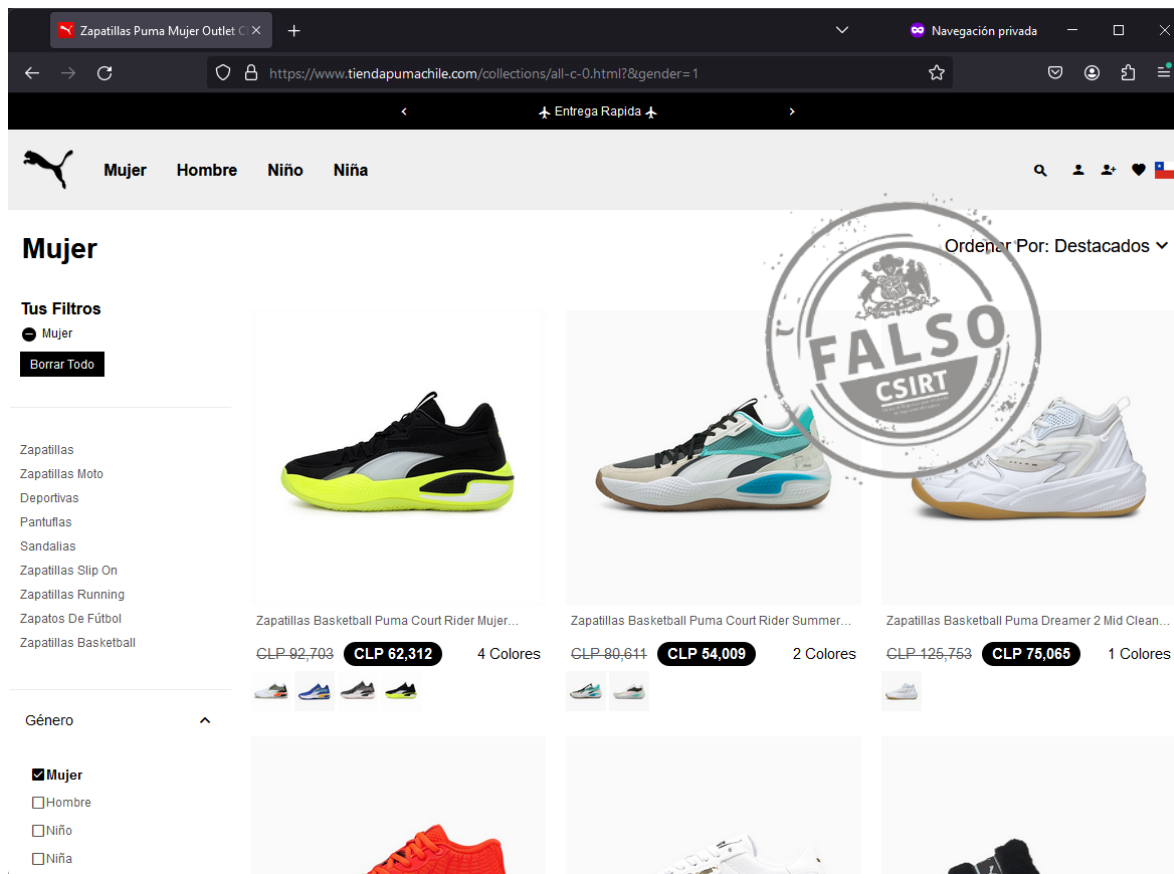 Zapatillas Puma Mujer Outlet C
Navegación privada
https://www.tiendapumachile.com/collections/all-c-0.html?&gender=1
Entrega Rapida
Mujer Hombre Niño Niña
Mujer
Ordenar Por: Destacados
FALSO
CSIRT
Tus Filtros
Mujer
Borrar Todo
Zapatillas
Zapatillas Moto
Deportivas
Pantuflas
Sandalias
Zapatillas Slip On
Zapatillas Running
Zapatos De Fútbol
Zapatillas Basketball
Zapatillas Basketball Puma Court Rider Mujer...
CLP 92,703 CLP 62,312 4 Colores
Zapatillas Basketball Puma Court Rider Summer...
CLP 80,611 CLP 54,009 2 Colores
Zapatillas Basketball Puma Dreamer 2 Mid Clean...
CLP 125,753 CLP 75,065 1 Colores
Género
Mujer
Hombre
Niño
Niña